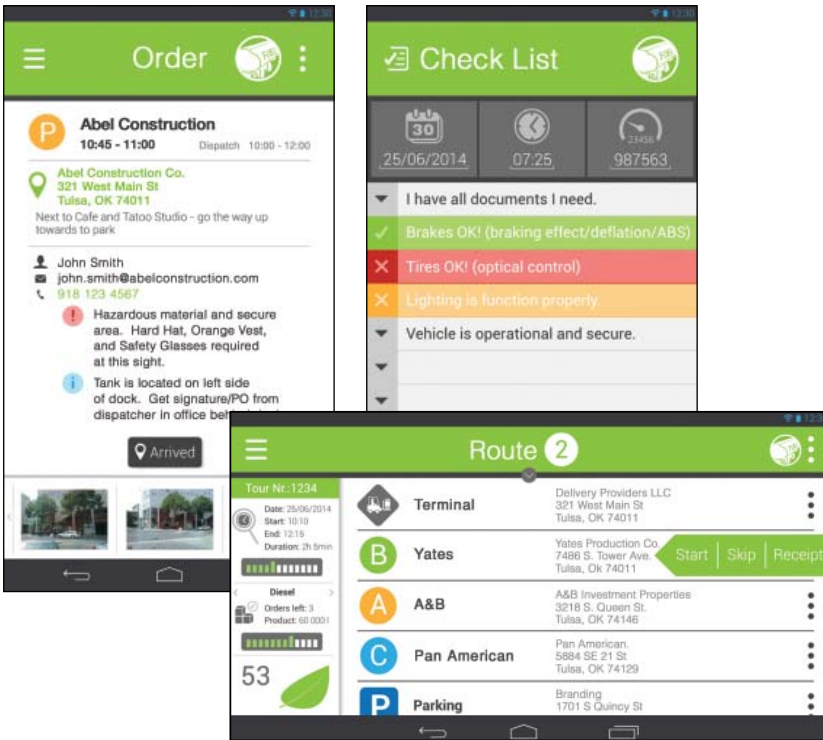 12:30
Order
P
Abel Construction
10:45 - 11:00 Dispatch 10:00 - 12:00
Abel Construction Co.
321 West Main St
Tulsa, OK 74011
Next to Cafe and Tatoo Studio - go the way up
towards to park
John Smith
john.smith@abelconstruction.com
918 123 4567
! Hazardous material and secure
area. Hard Hat, Orange Vest,
and Safety Glasses required
at this sight.
i Tank is located on left side
of dock. Get signature/PO from
dispatcher in office
Arrived
12:30
Check List
30
23456
25/06/2014 07:25 987563
I have all documents I need.
Brakes OK! (braking effect/deflation/ABS)
Tires OK! (optical control)
Lighting is function properly.
Vehicle is operational and secure.
Route 2
Tour Nr.:1234
Date: 25/06/2014
Start: 10:10
End: 12:15
Duration: 2h 5min
Diesel
Orders left: 3
Product: 60 000 l
53
Terminal
Delivery Providers LLC
321 West Main St
Tulsa, OK 74011
B
Yates
Yates Production Co.
7486 S. Tower Ave.
Tulsa, Ok 74011
Start Skip Receipt
A
A&B
A&B Investment Properties
3218 S. Queen St.
Tulsa, OK 74146
C
Pan American
Pan American.
5884 SE 21 St
Tulsa, OK 74129
P
Parking
Branding
1701 S Quincy St